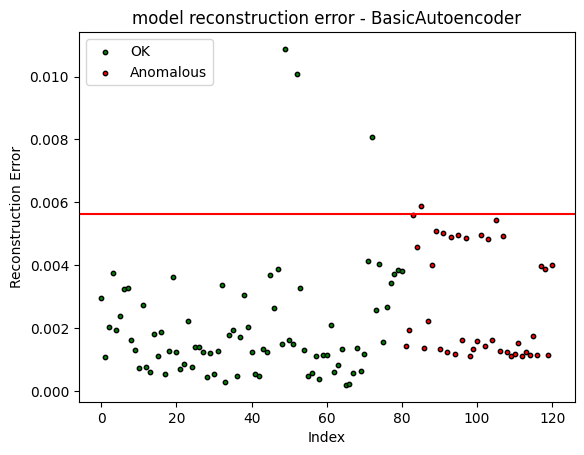 model reconstruction error - BasicAutoencoder
OK
Anomalous
Reconstruction Error
0.010
0.008
0.006
0.004
0.002
0.000
0 20 40 60 80 100 120
Index